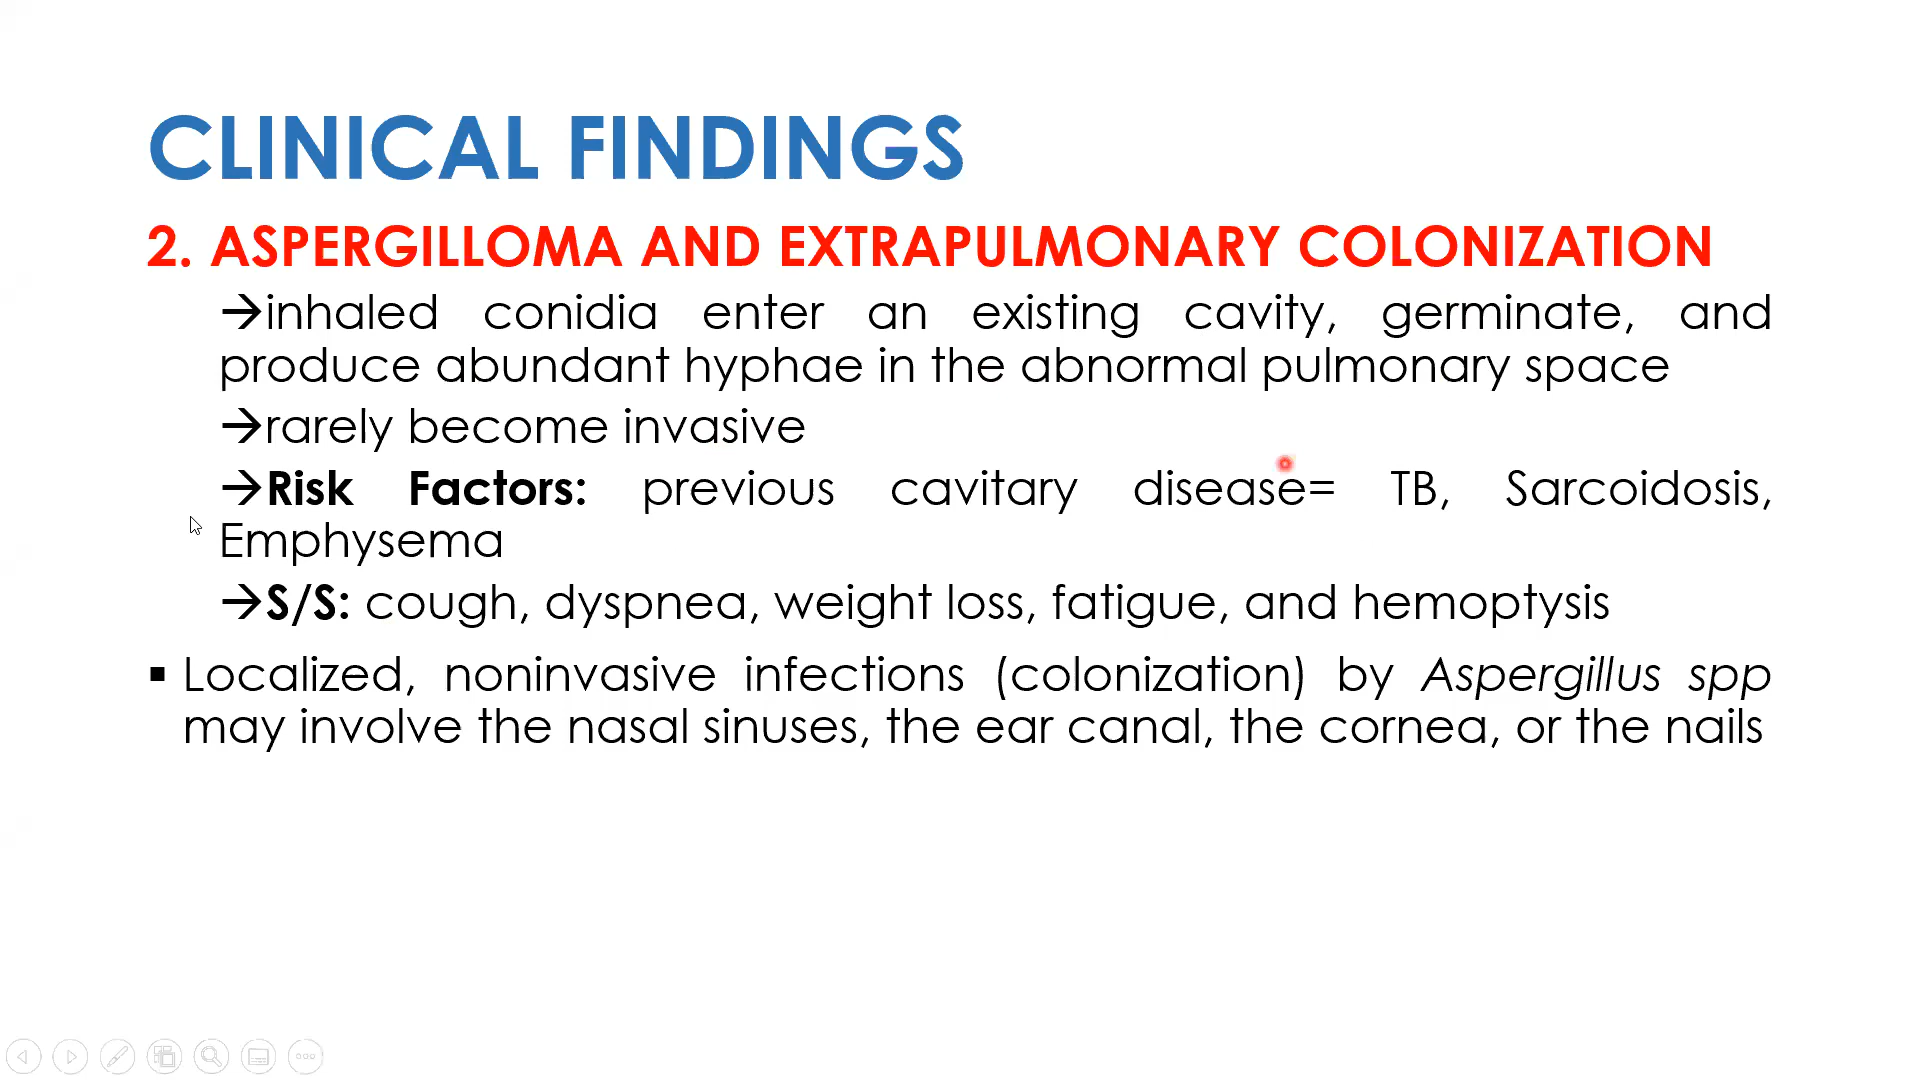 CLINICAL FINDINGS
2. ASPERGILLOMA AND EXTRAPULMONARY COLONIZATION
→inhaled conidia enter an existing cavity, germinate, and
produce abundant hyphae in the abnormal pulmonary space
→rarely become invasive
→Risk Factors: previous cavitary disease= TB, Sarcoidosis,
Emphysema
→S/S: cough, dyspnea, weight loss, fatigue, and hemoptysis
▪ Localized, noninvasive infections (colonization) by Aspergillus spp
may involve the nasal sinuses, the ear canal, the cornea, or the nails